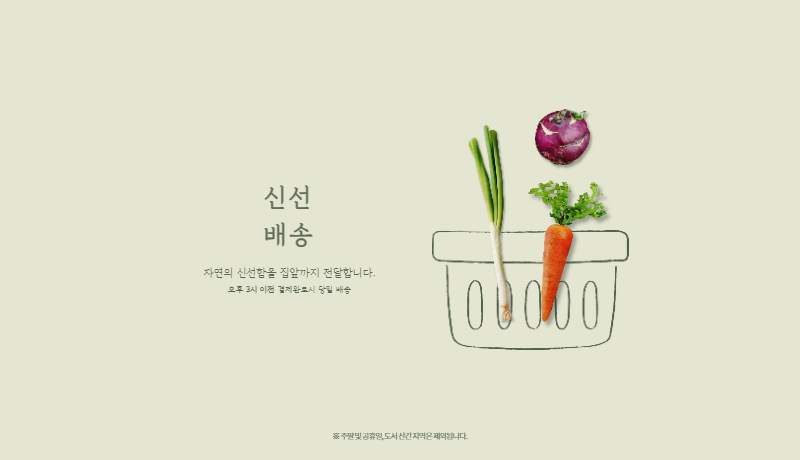 신선
배송
자연의 신선함을 집앞까지 전달합니다.
오후 3시 이전 결제완료시 당일 배송
※ 주말 및 공휴일, 도서 산간 지역은 제외됩니다.